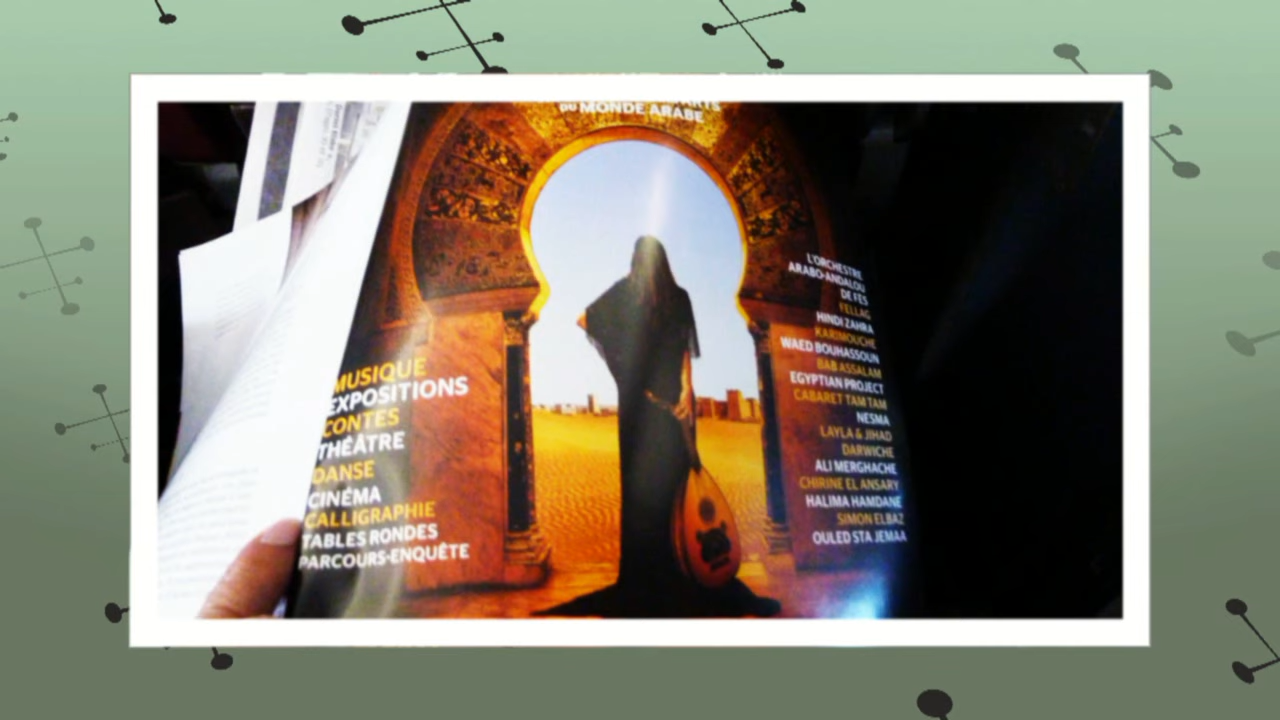 ARTS
DU MONDE ARABE
MUSIQUE
EXPOSITIONS
CONTES
THÉÂTRE
DANSE
CINÉMA
CALLIGRAPHIE
TABLES RONDES
PARCOURS-ENQUÊTE
L'ORCHESTRE
ARABO-ANDALOU
DE FES
FELLAG
HINDI ZAHRA
KARIMOUCHE
WAED BOUHASSOUN
BAB ASSALAM
EGYPTIAN PROJECT
CABARET TAM TAM
NESMA
LAYLA & JIHAD
DARWICHE
ALI MERGHACHE
CHIRINE EL ANSARY
HALIMA HAMDANE
SIMON ELBAZ
OULED STA JEMAA